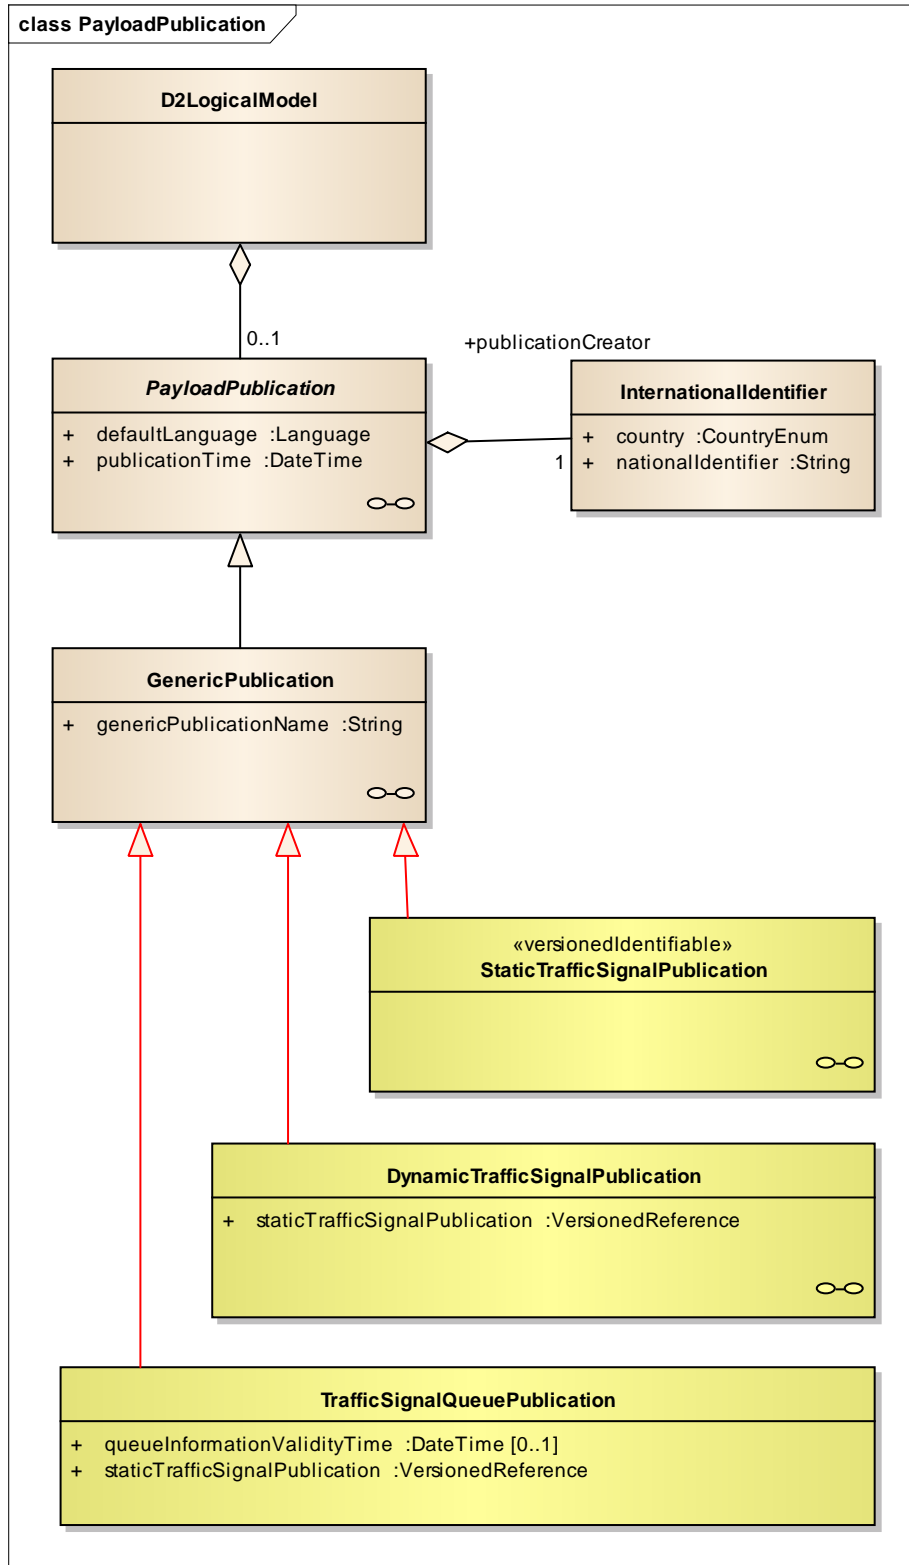 class PayloadPublication
D2LogicalModel
0..1
+publicationCreator
PayloadPublication
+ defaultLanguage :Language
+ publicationTime :DateTime
InternationalIdentifier
+ country :CountryEnum
+ nationalIdentifier :String
1
GenericPublication
+ genericPublicationName :String
«versionedIdentifiable»
StaticTrafficSignalPublication
DynamicTrafficSignalPublication
+ staticTrafficSignalPublication :VersionedReference
TrafficSignalQueuePublication
+ queueInformationValidityTime :DateTime [0..1]
+ staticTrafficSignalPublication :VersionedReference